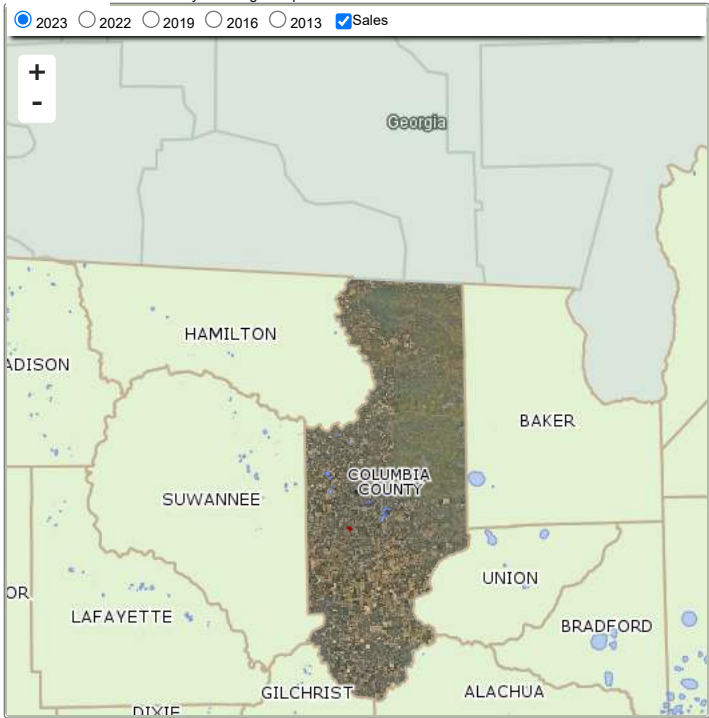 2023 2022 2019 2016 2013 Sales
+
-
Georgia
HAMILTON
ADISON
BAKER
COLUMBIA
COUNTY
SUWANNEE
UNION
OR
LAFAYETTE
BRADFORD
GILCHRIST
ALACHUA
DIXIE